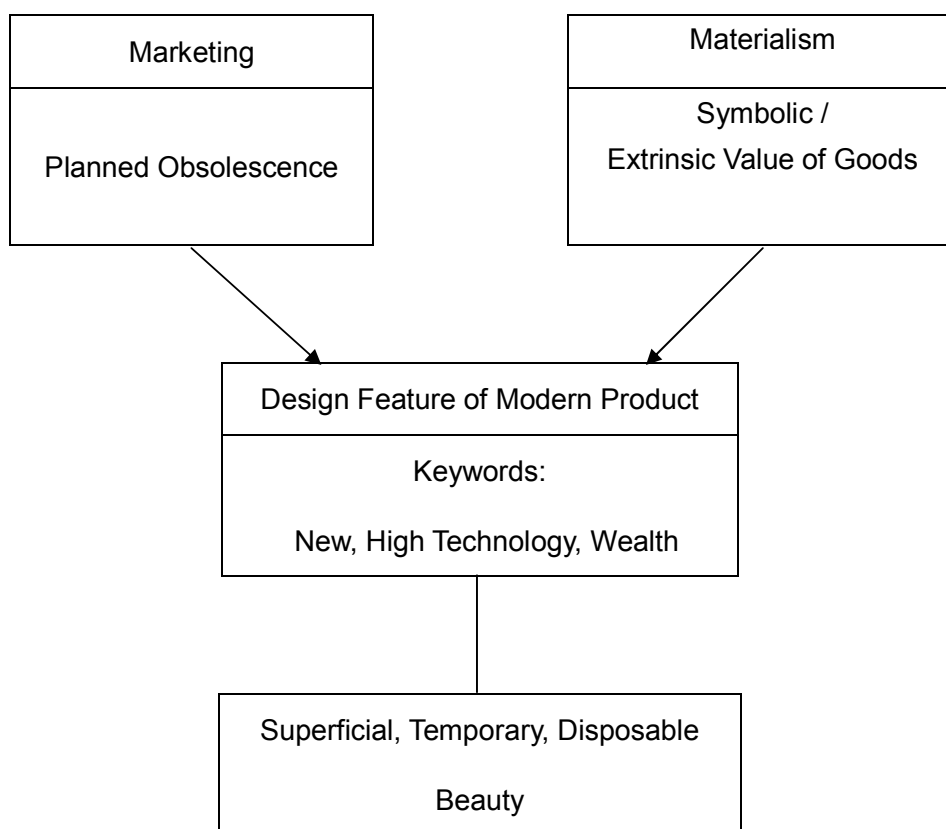 Marketing
Planned Obsolescence
Materialism
Symbolic /
Extrinsic Value of Goods
Design Feature of Modern Product
Keywords:
New, High Technology, Wealth
Superficial, Temporary, Disposable
Beauty